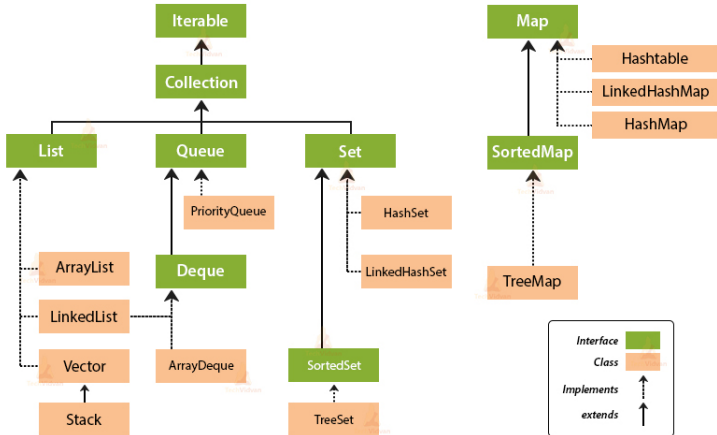 Iterable
Map
Collection
Hashtable
LinkedHashMap
HashMap
List
Queue
Set
SortedMap
PriorityQueue
HashSet
ArrayList
Deque
LinkedHashSet
TreeMap
LinkedList
Vector
ArrayDeque
SortedSet
Stack
TreeSet
Interface
Class
Implements
extends